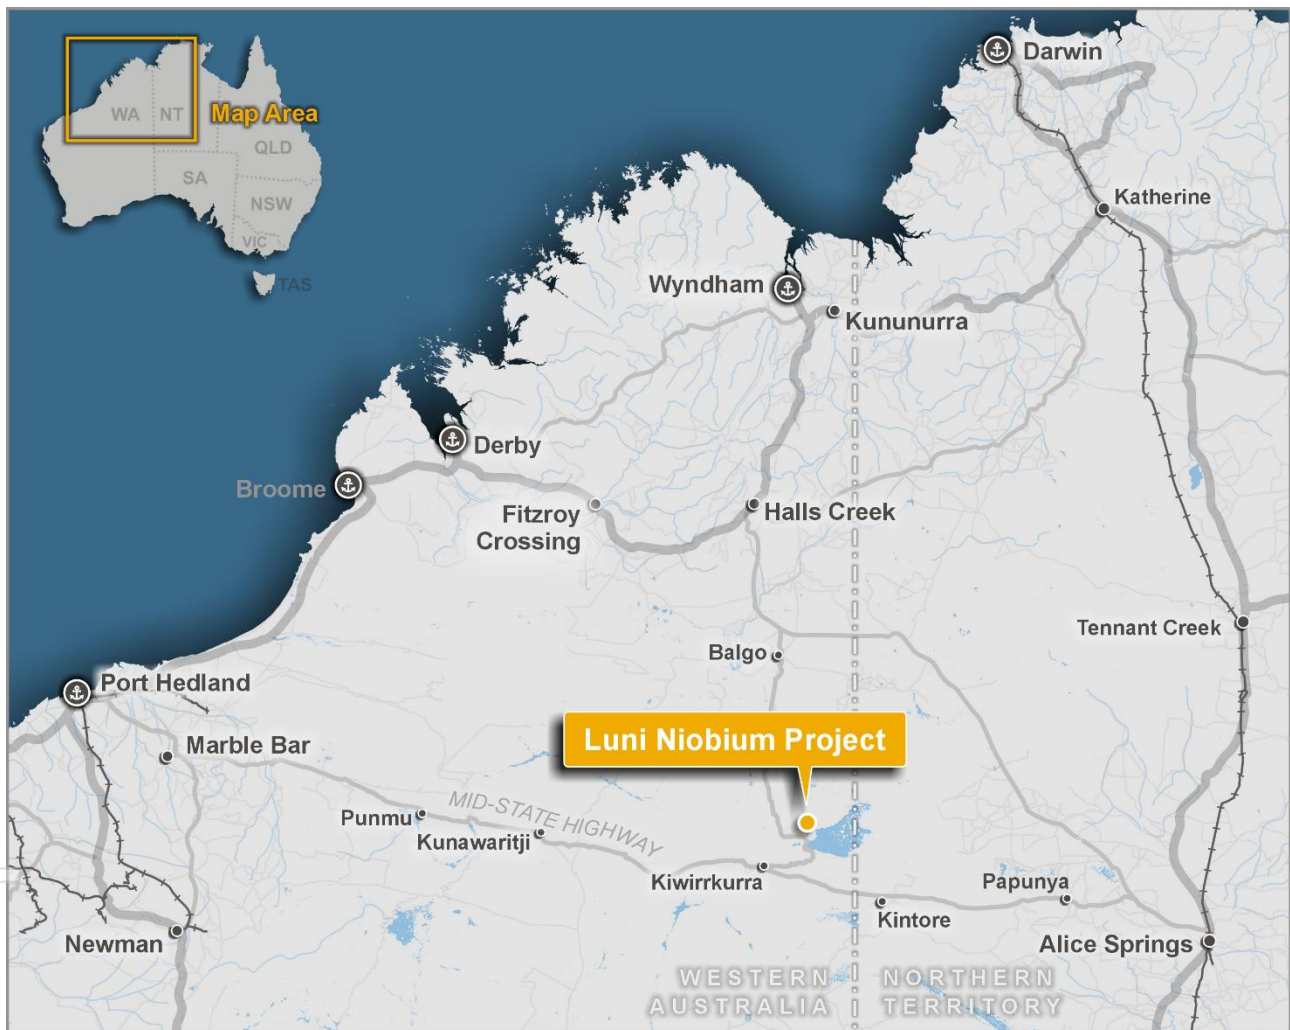 WA
NT
Map Area
QLD
SA
NSW
VIC
TAS
Darwin
Katherine
Wyndham
Kununurra
Derby
Broome
Fitzroy
Crossing
Halls Creek
Tennant Creek
Balgo
Port Hedland
Luni Niobium Project
Marble Bar
MID-STATE HIGHWAY
Punmu
Kunawaritji
Kiwirrkurra
Papunya
Kintore
Newman
Alice Springs
WESTERN
AUSTRALIA
NORTHERN
TERRITORY